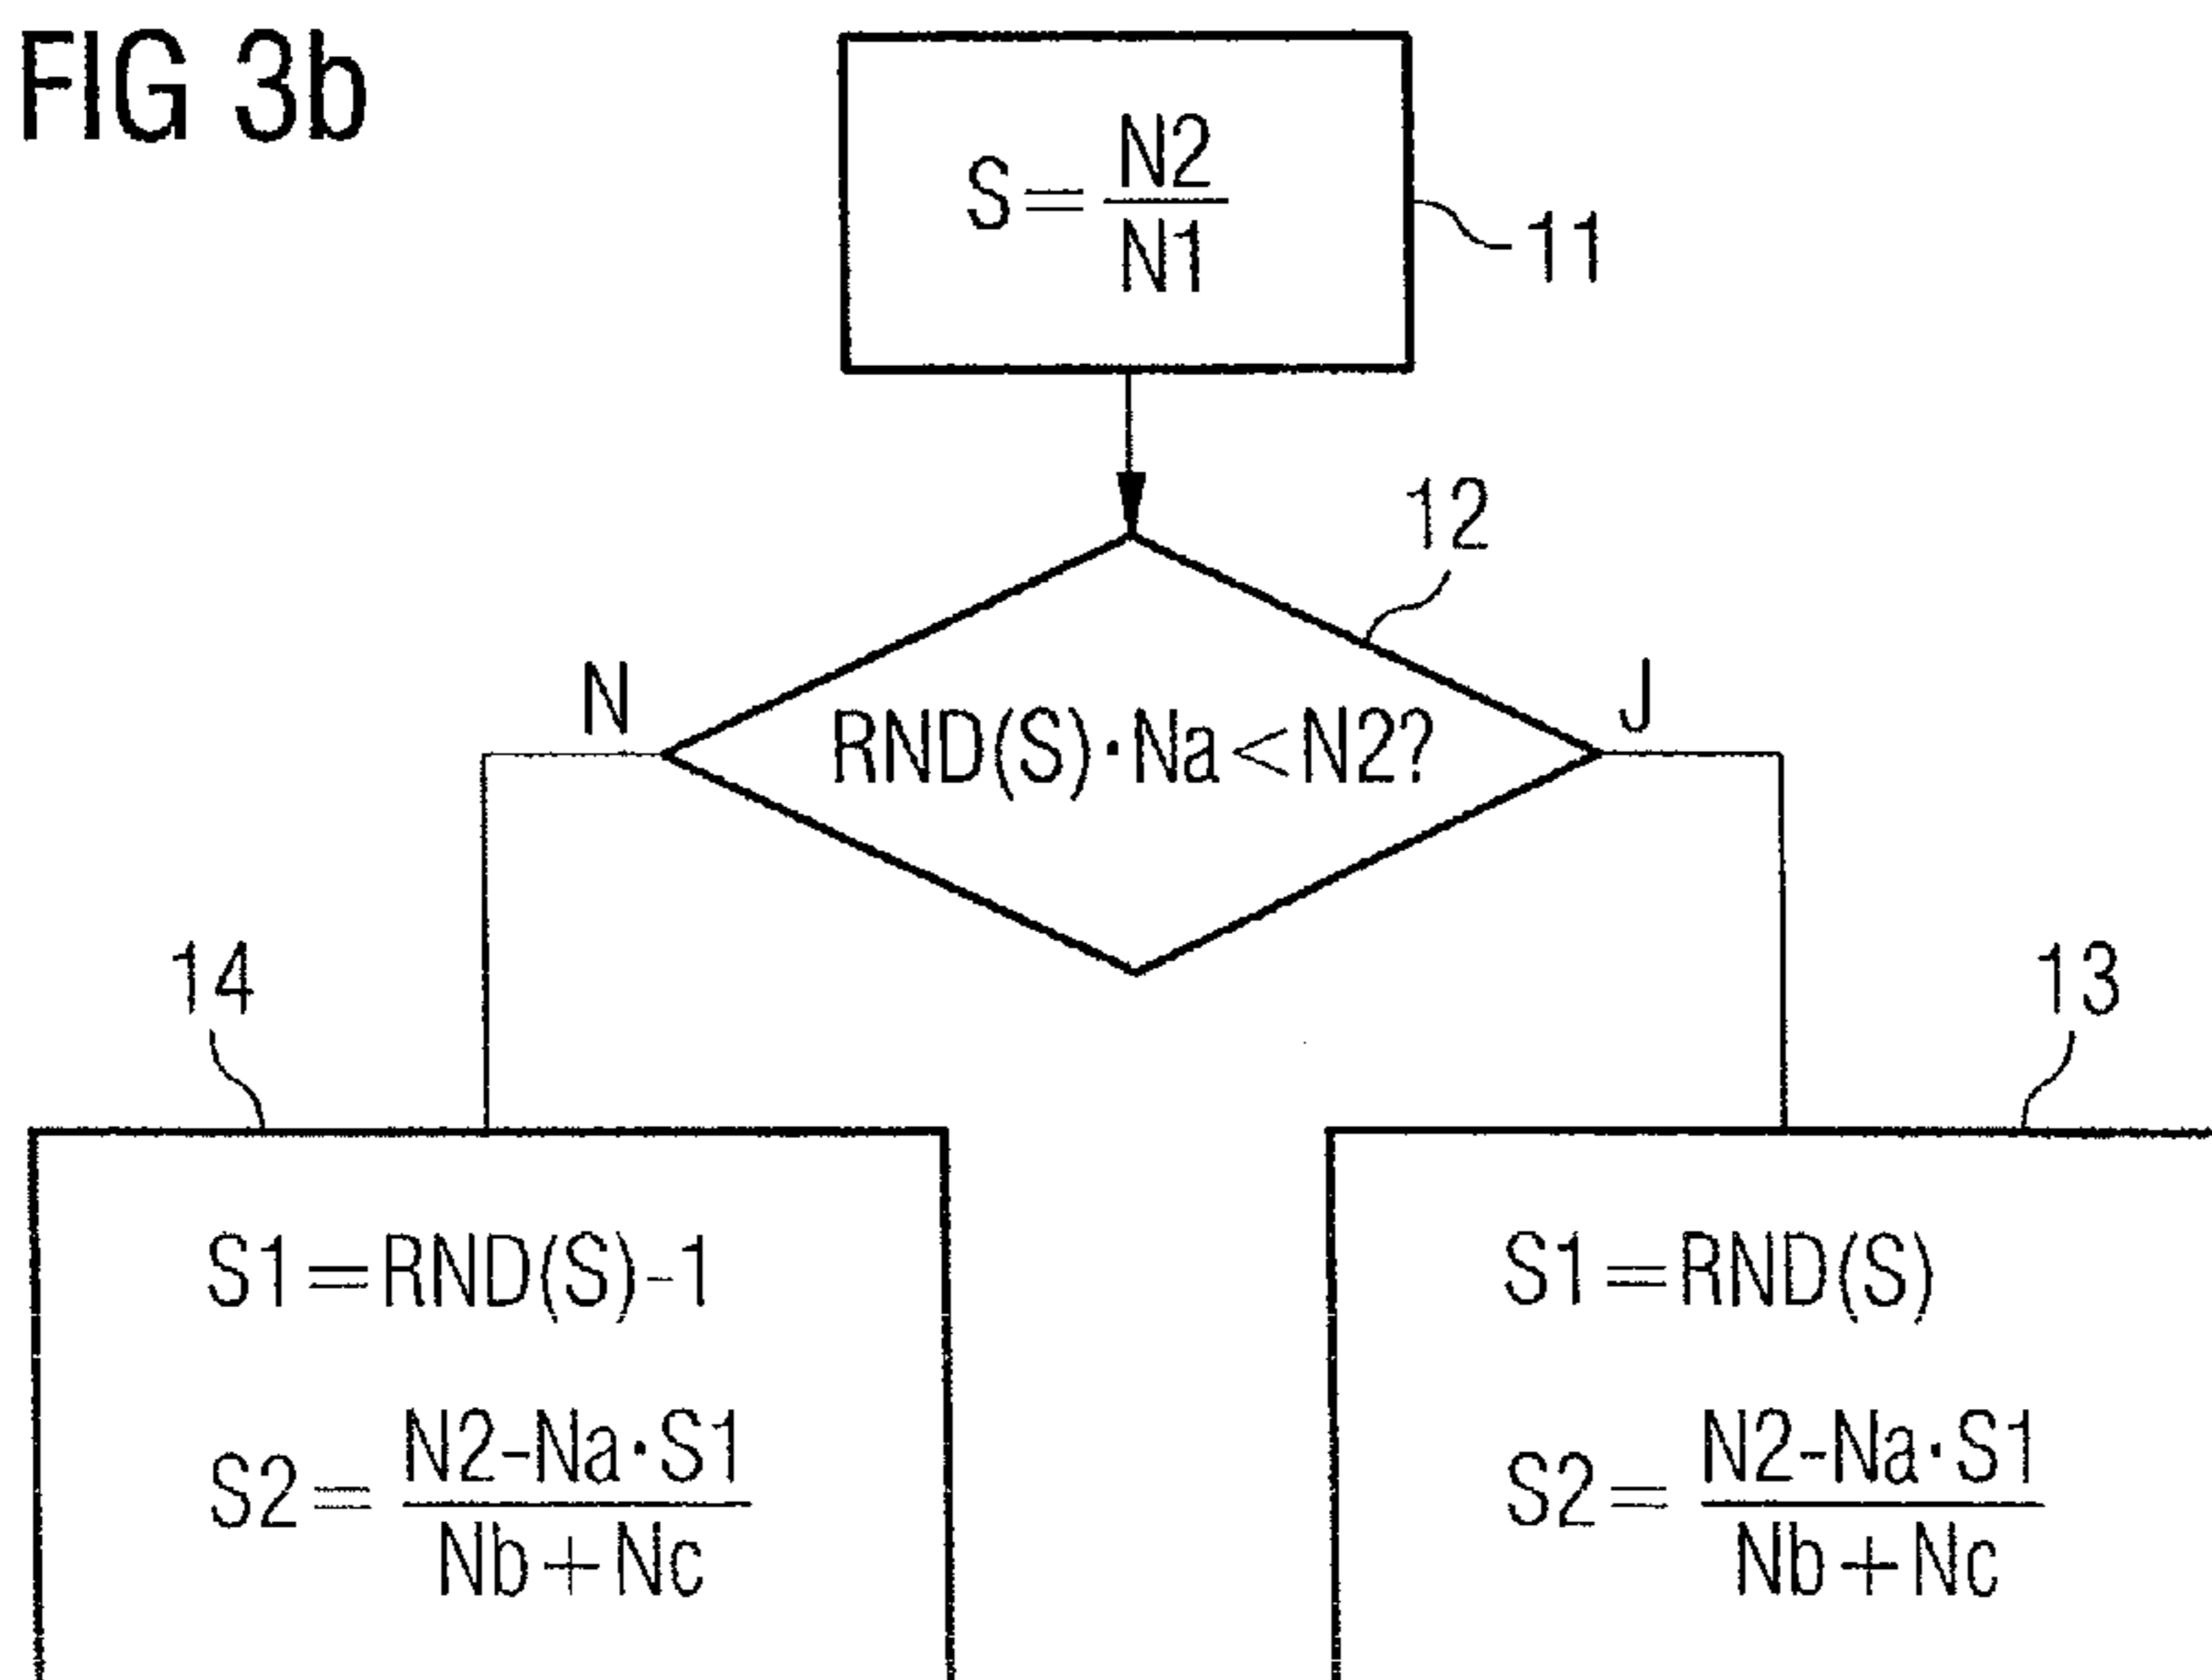 FIG 3b
S = N2
N1
11
12
N
RND(S)·Na<N2?
J
14
13
S1=RND(S)-1
S2= N2-Na·S1
Nb+Nc
S1=RND(S)
S2= N2-Na·S1
Nb+Nc